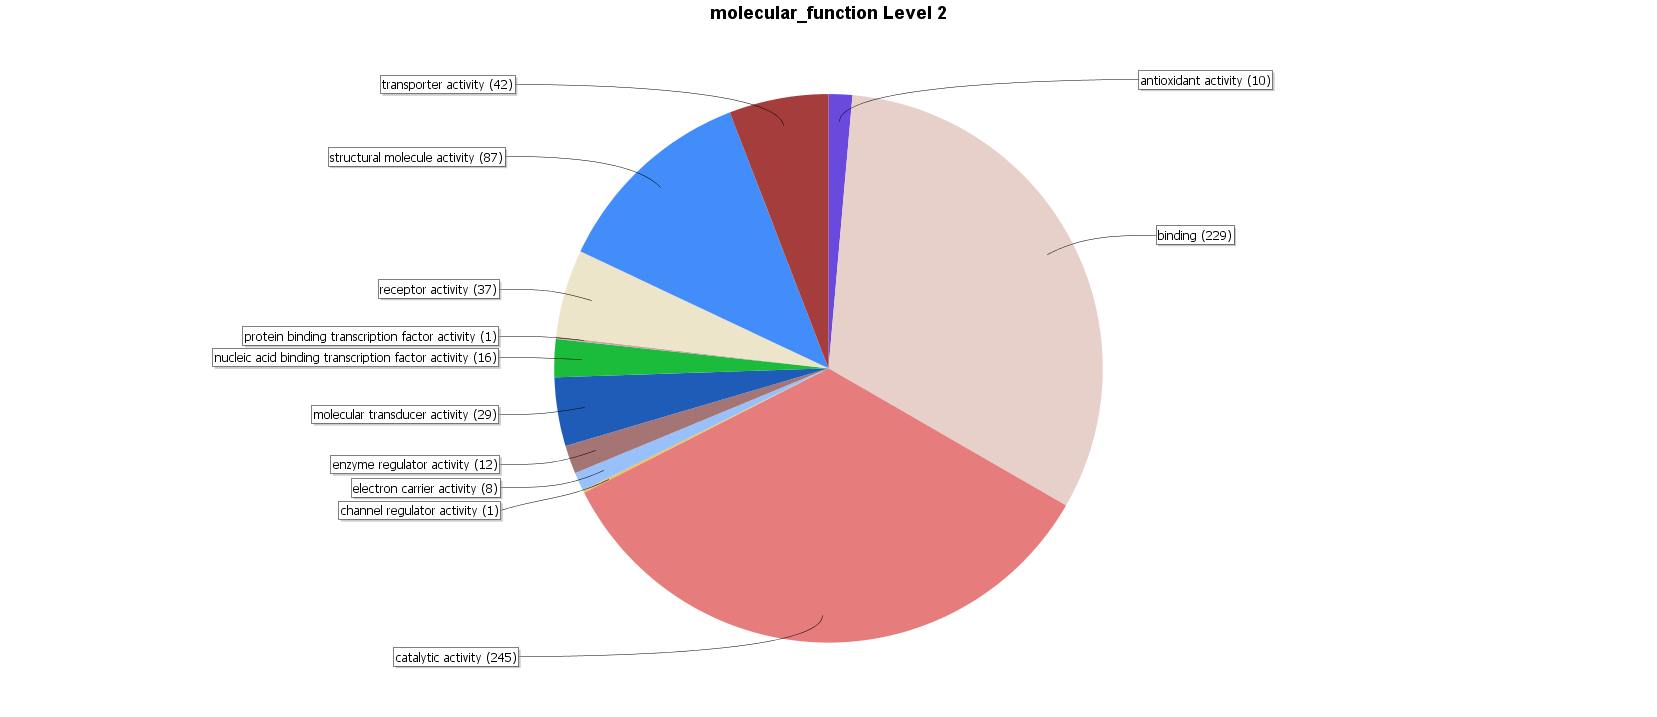 molecular_function Level 2
transporter activity (42)
antioxidant activity (10)
structural molecule activity (87)
binding (229)
receptor activity (37)
protein binding transcription factor activity (1)
nucleic acid binding transcription factor activity (16)
molecular transducer activity (29)
enzyme regulator activity (12)
electron carrier activity (8)
channel regulator activity (1)
catalytic activity (245)